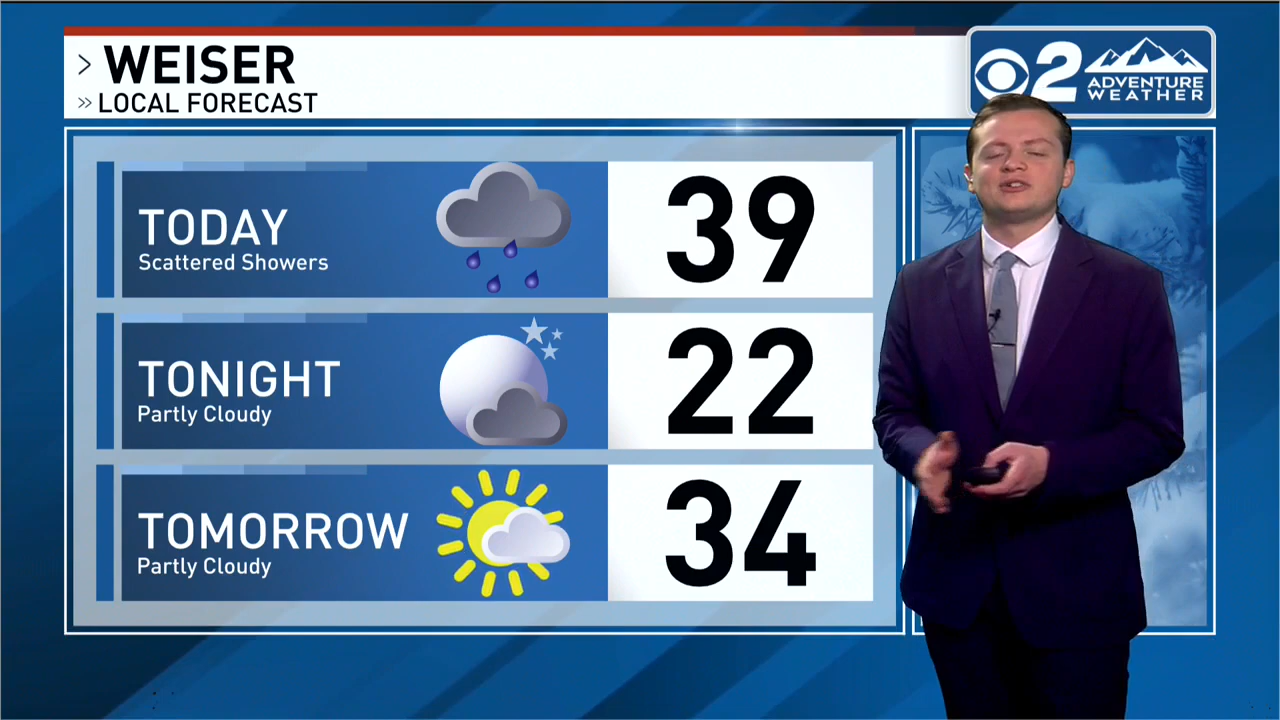 > WEISER
» LOCAL FORECAST
2 ADVENTURE
WEATHER
TODAY
Scattered Showers
39
TONIGHT
Partly Cloudy
22
TOMORROW
Partly Cloudy
34